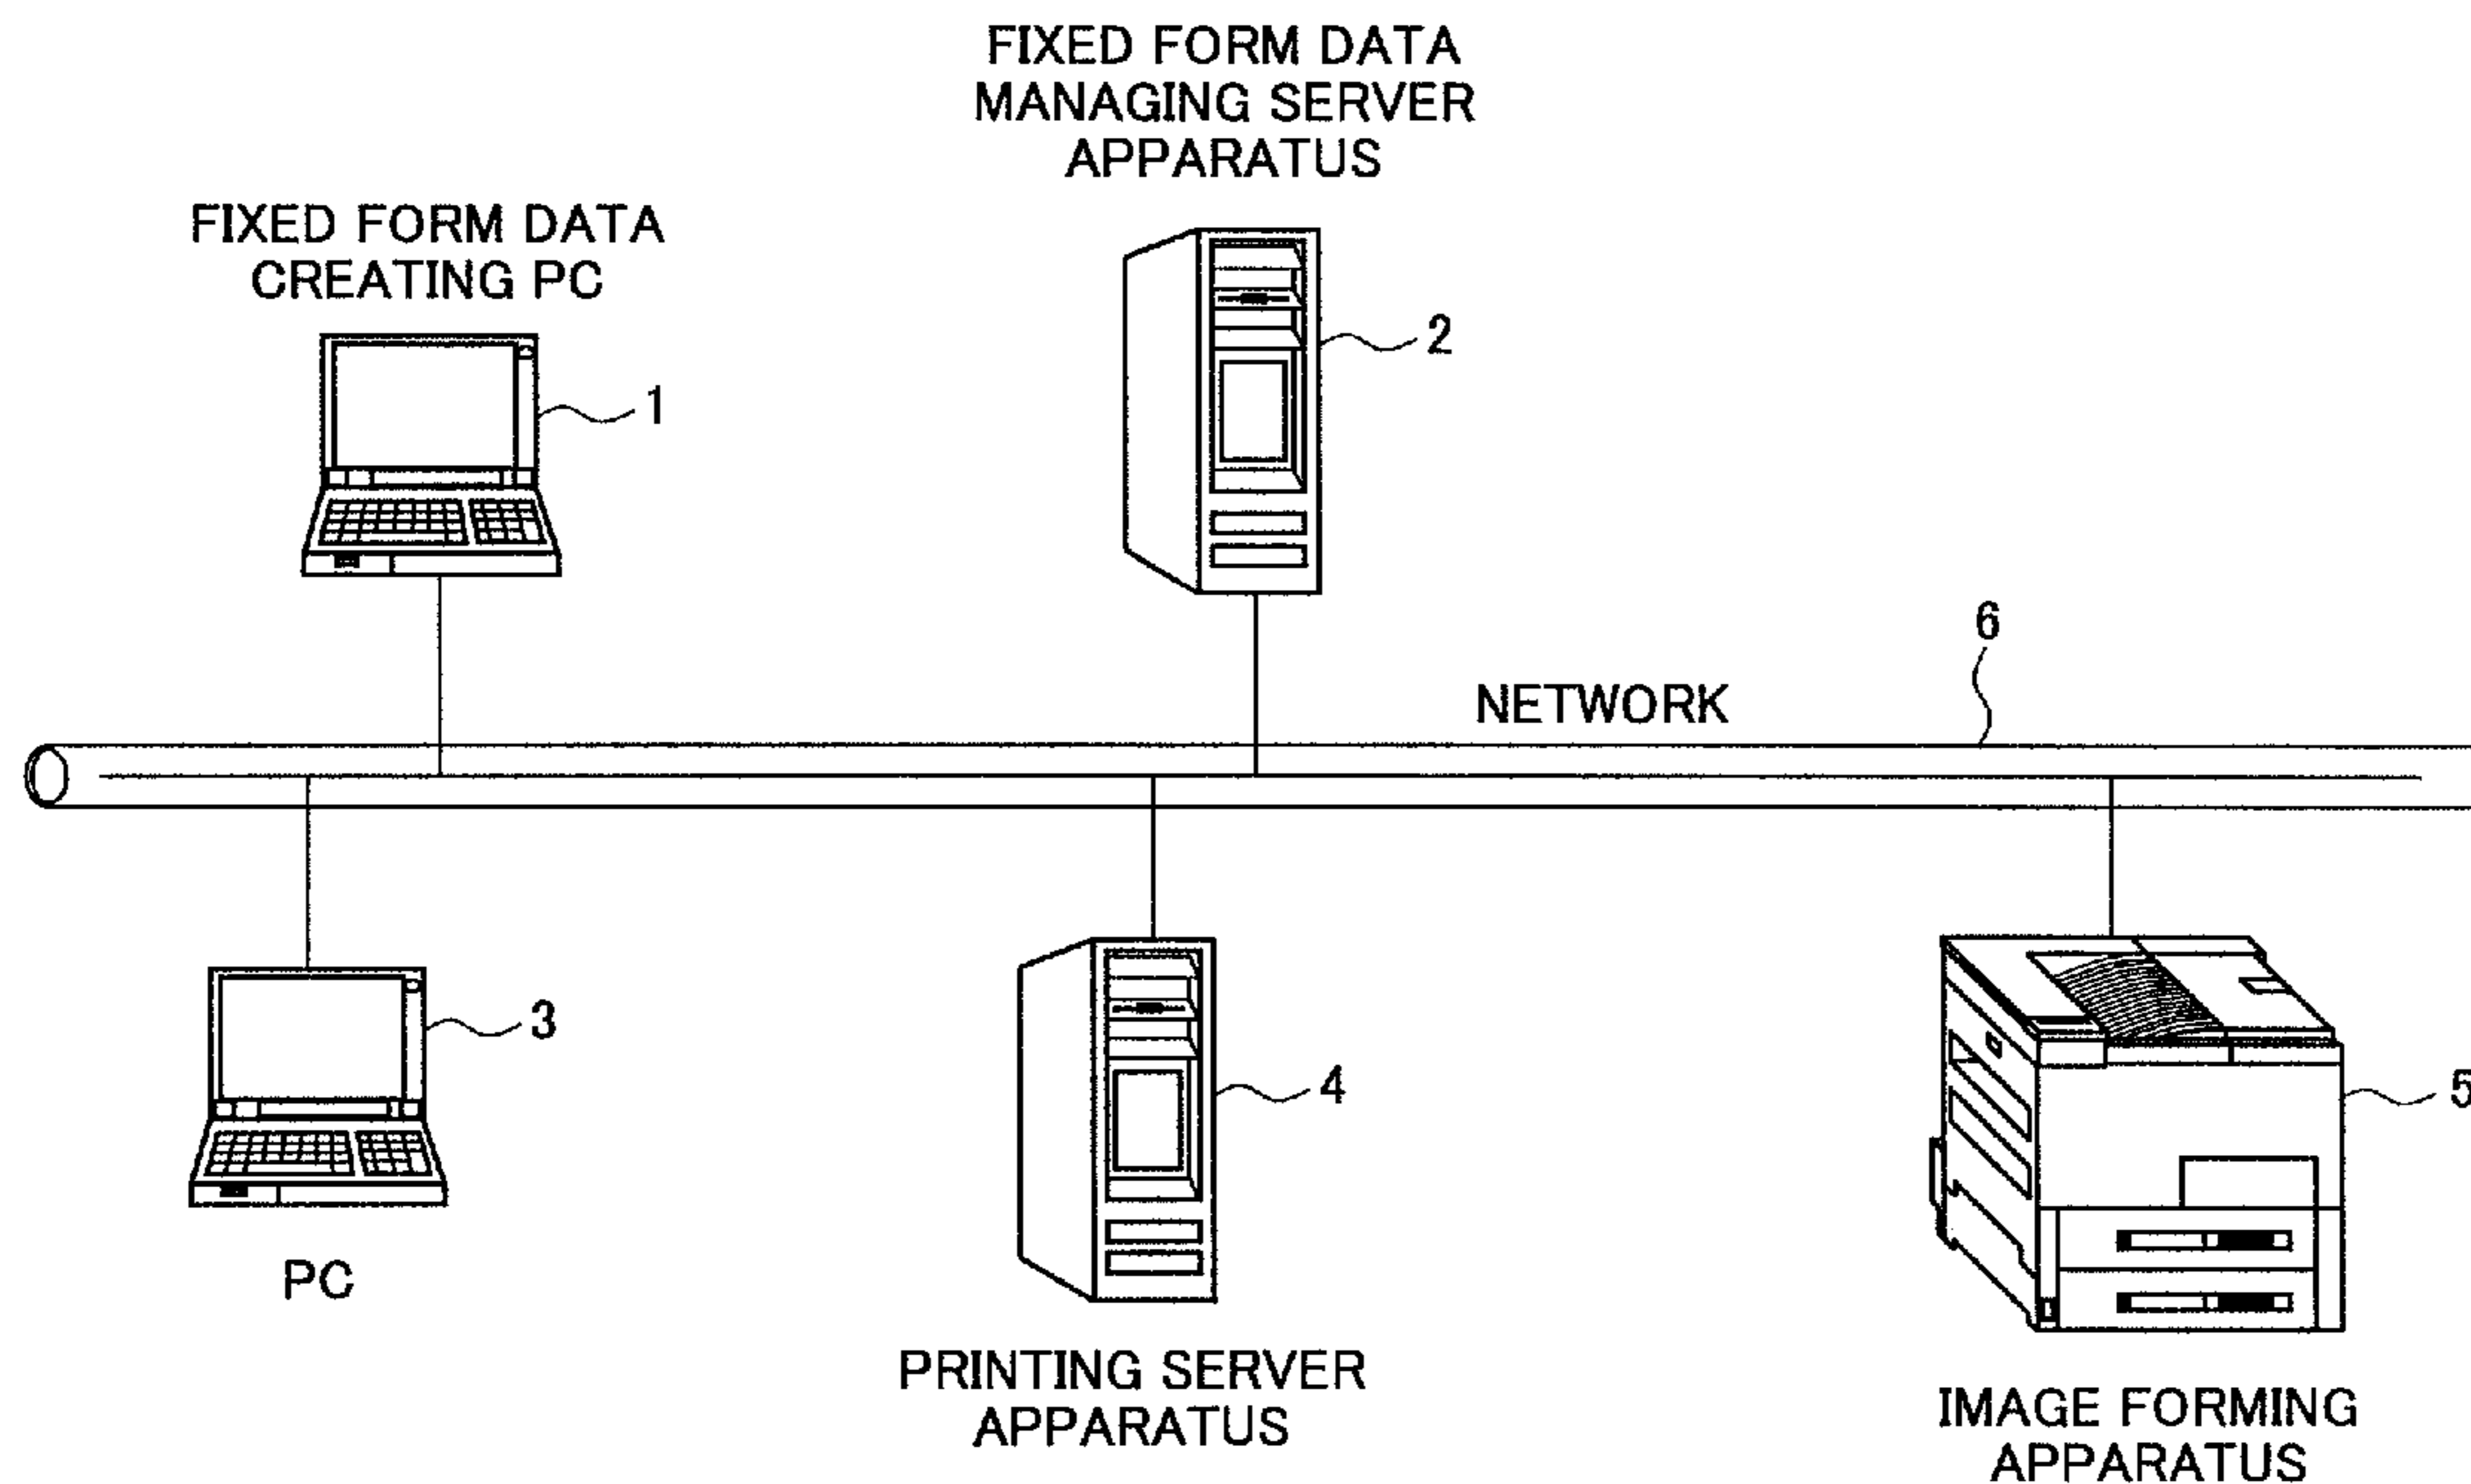 FIXED FORM DATA
MANAGING SERVER
APPARATUS
FIXED FORM DATA
CREATING PC
2
1
6
NETWORK
3
4
5
PC
PRINTING SERVER
APPARATUS
IMAGE FORMING
APPARATUS